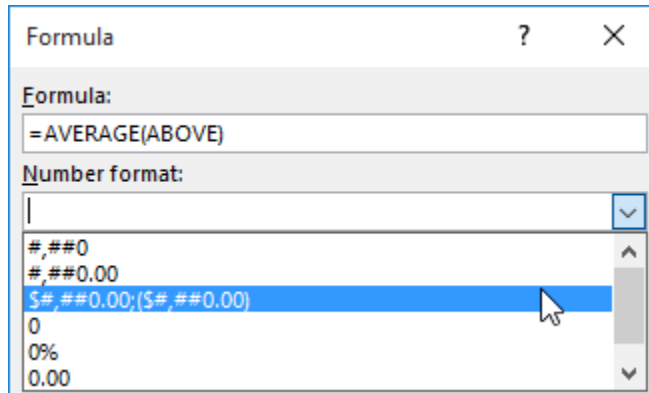 Formula ?
Formula:
=AVERAGE(ABOVE)
Number format:
#,##0
#,##0.00
$#,##0.00;($#,##0.00)
0
0%
0.00